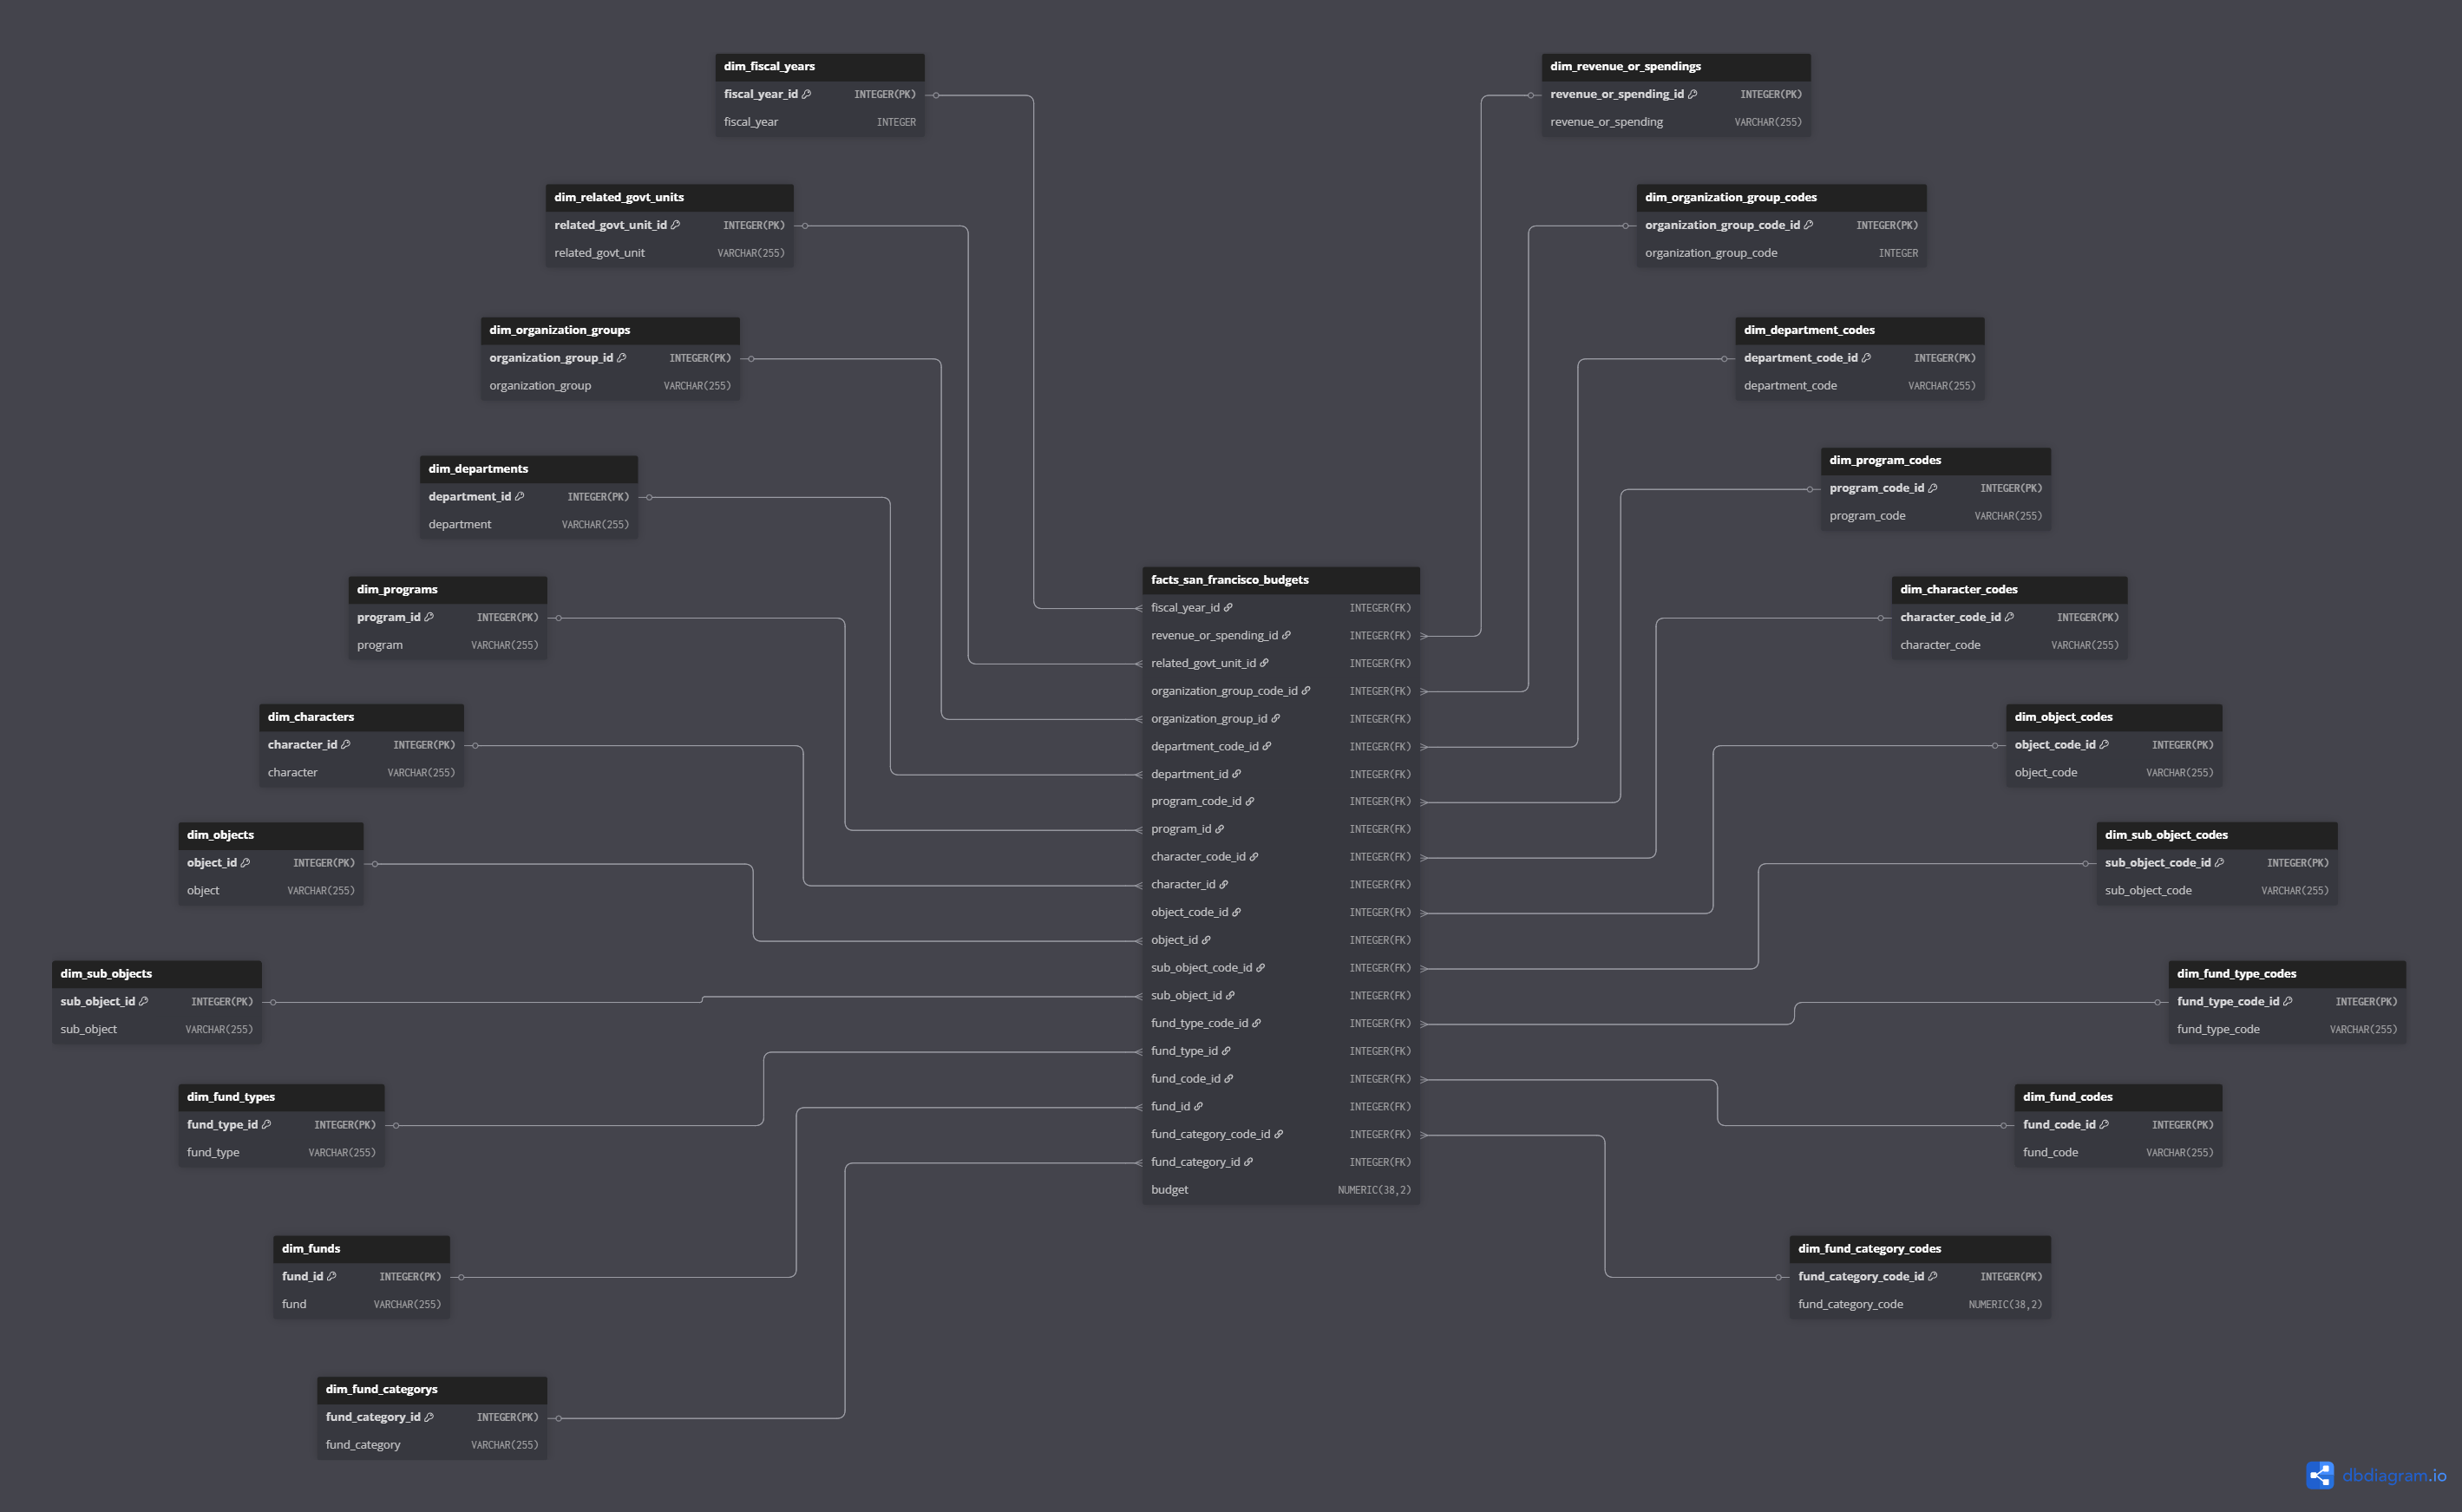 dim_fiscal_years
fiscal_year_id INTEGER(PK)
fiscal_year INTEGER
dim_revenue_or_spendings
revenue_or_spending_id INTEGER(PK)
revenue_or_spending VARCHAR(255)
dim_related_govt_units
related_govt_unit_id INTEGER(PK)
related_govt_unit VARCHAR(255)
dim_organization_group_codes
organization_group_code_id INTEGER(PK)
organization_group_code INTEGER
dim_organization_groups
organization_group_id INTEGER(PK)
organization_group VARCHAR(255)
dim_department_codes
department_code_id INTEGER(PK)
department_code VARCHAR(255)
dim_departments
department_id INTEGER(PK)
department VARCHAR(255)
dim_program_codes
program_code_id INTEGER(PK)
program_code VARCHAR(255)
dim_programs
program_id INTEGER(PK)
program VARCHAR(255)
facts_san_francisco_budgets
fiscal_year_id INTEGER(FK)
revenue_or_spending_id INTEGER(FK)
related_govt_unit_id INTEGER(FK)
organization_group_code_id INTEGER(FK)
organization_group_id INTEGER(FK)
department_code_id INTEGER(FK)
department_id INTEGER(FK)
program_code_id INTEGER(FK)
program_id INTEGER(FK)
character_code_id INTEGER(FK)
character_id INTEGER(FK)
object_code_id INTEGER(FK)
object_id INTEGER(FK)
sub_object_code_id INTEGER(FK)
sub_object_id INTEGER(FK)
fund_type_code_id INTEGER(FK)
fund_type_id INTEGER(FK)
fund_code_id INTEGER(FK)
fund_id INTEGER(FK)
fund_category_code_id INTEGER(FK)
fund_category_id INTEGER(FK)
budget NUMERIC(38,2)
dim_character_codes
character_code_id INTEGER(PK)
character_code VARCHAR(255)
dim_characters
character_id INTEGER(PK)
character VARCHAR(255)
dim_object_codes
object_code_id INTEGER(PK)
object_code VARCHAR(255)
dim_objects
object_id INTEGER(PK)
object VARCHAR(255)
dim_sub_object_codes
sub_object_code_id INTEGER(PK)
sub_object_code VARCHAR(255)
dim_sub_objects
sub_object_id INTEGER(PK)
sub_object VARCHAR(255)
dim_fund_type_codes
fund_type_code_id INTEGER(PK)
fund_type_code VARCHAR(255)
dim_fund_types
fund_type_id INTEGER(PK)
fund_type VARCHAR(255)
dim_fund_codes
fund_code_id INTEGER(PK)
fund_code VARCHAR(255)
dim_funds
fund_id INTEGER(PK)
fund VARCHAR(255)
dim_fund_category_codes
fund_category_code_id INTEGER(PK)
fund_category_code NUMERIC(38,2)
dim_fund_categorys
fund_category_id INTEGER(PK)
fund_category VARCHAR(255)
dbdiagram.io